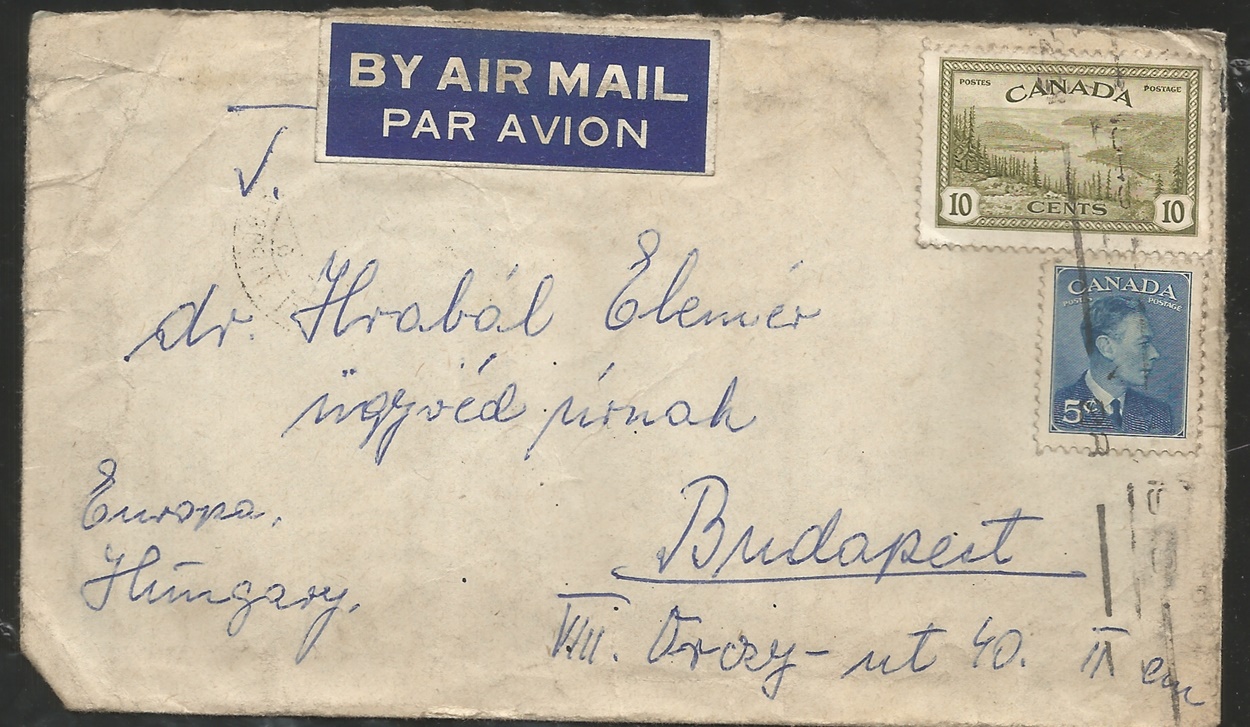 BY AIR MAIL
PAR AVION
POSTES CANADA POSTAGE
10 CENTS 10
CANADA
POSTES POSTAGE
5¢
dr. Hrabál Elemér
ügyvéd úrnak
Europa,
Hungary.
Budapest
VIII. Orczy-út 40. II em